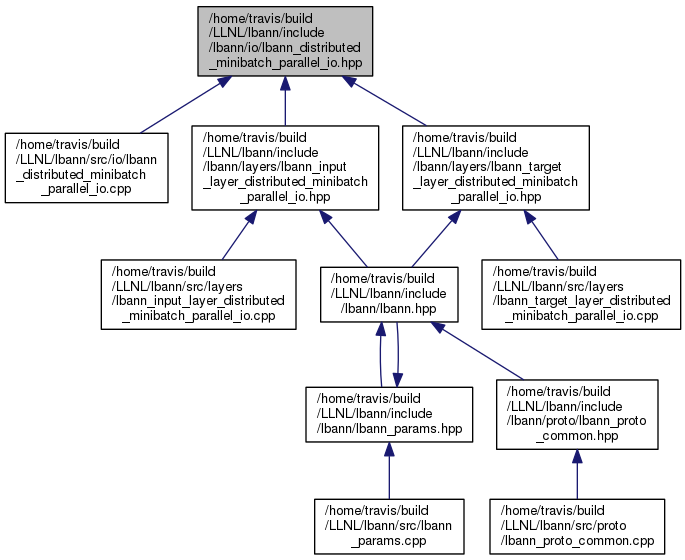 /home/travis/build
/LLNL/lbann/include
/lbann/io/lbann_distributed
_minibatch_parallel_io.hpp
/home/travis/build
/LLNL/lbann/src/io/lbann
_distributed_minibatch
_parallel_io.cpp
/home/travis/build
/LLNL/lbann/include
/lbann/layers/lbann_input
_layer_distributed_minibatch
_parallel_io.hpp
/home/travis/build
/LLNL/lbann/include
/lbann/layers/lbann_target
_layer_distributed_minibatch
_parallel_io.hpp
/home/travis/build
/LLNL/lbann/src/layers
/lbann_input_layer_distributed
_minibatch_parallel_io.cpp
/home/travis/build
/LLNL/lbann/include
/lbann/lbann.hpp
/home/travis/build
/LLNL/lbann/src/layers
/lbann_target_layer_distributed
_minibatch_parallel_io.cpp
/home/travis/build
/LLNL/lbann/include
/lbann/lbann_params.hpp
/home/travis/build
/LLNL/lbann/include
/lbann/proto/lbann_proto
_common.hpp
/home/travis/build
/LLNL/lbann/src/lbann
_params.cpp
/home/travis/build
/LLNL/lbann/src/proto
/lbann_proto_common.cpp